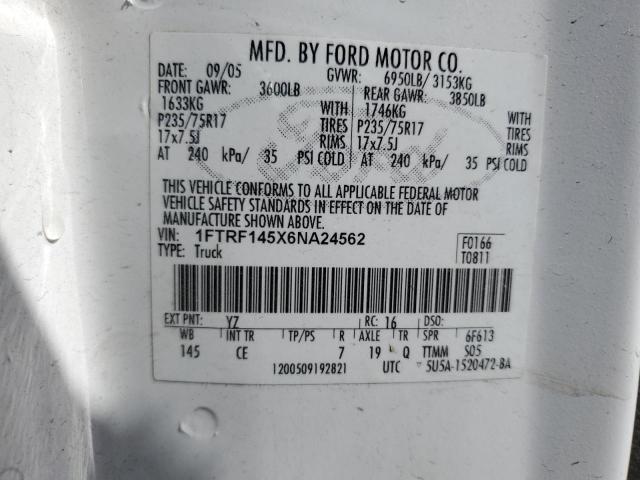 MFD. BY FORD MOTOR CO.
DATE: 09/05 GVWR: 6950LB/ 3153KG
FRONT GAWR: 3600LB REAR GAWR: 3850LB
1633KG WITH 1746KG WITH
P235/75R17 TIRES P235/75R17 TIRES
17x7.5J RIMS 17x7.5J RIMS
AT 240 kPa/ 35 PSI COLD AT 240 kPa/ 35 PSI COLD
Ford
THIS VEHICLE CONFORMS TO ALL APPLICABLE FEDERAL MOTOR
VEHICLE SAFETY STANDARDS IN EFFECT ON THE DATE OF
MANUFACTURE SHOWN ABOVE.
VIN: 1FTRF145X6NA24562 F0166
TYPE: Truck T0811
EXT PNT: YZ RC: 16 DSO:
WB INT TR TP/PS R AXLE TR SPR 6F613
145 CE 7 19 Q TTMM S05
1200509192821 UTC 5U5A-1520472-BA